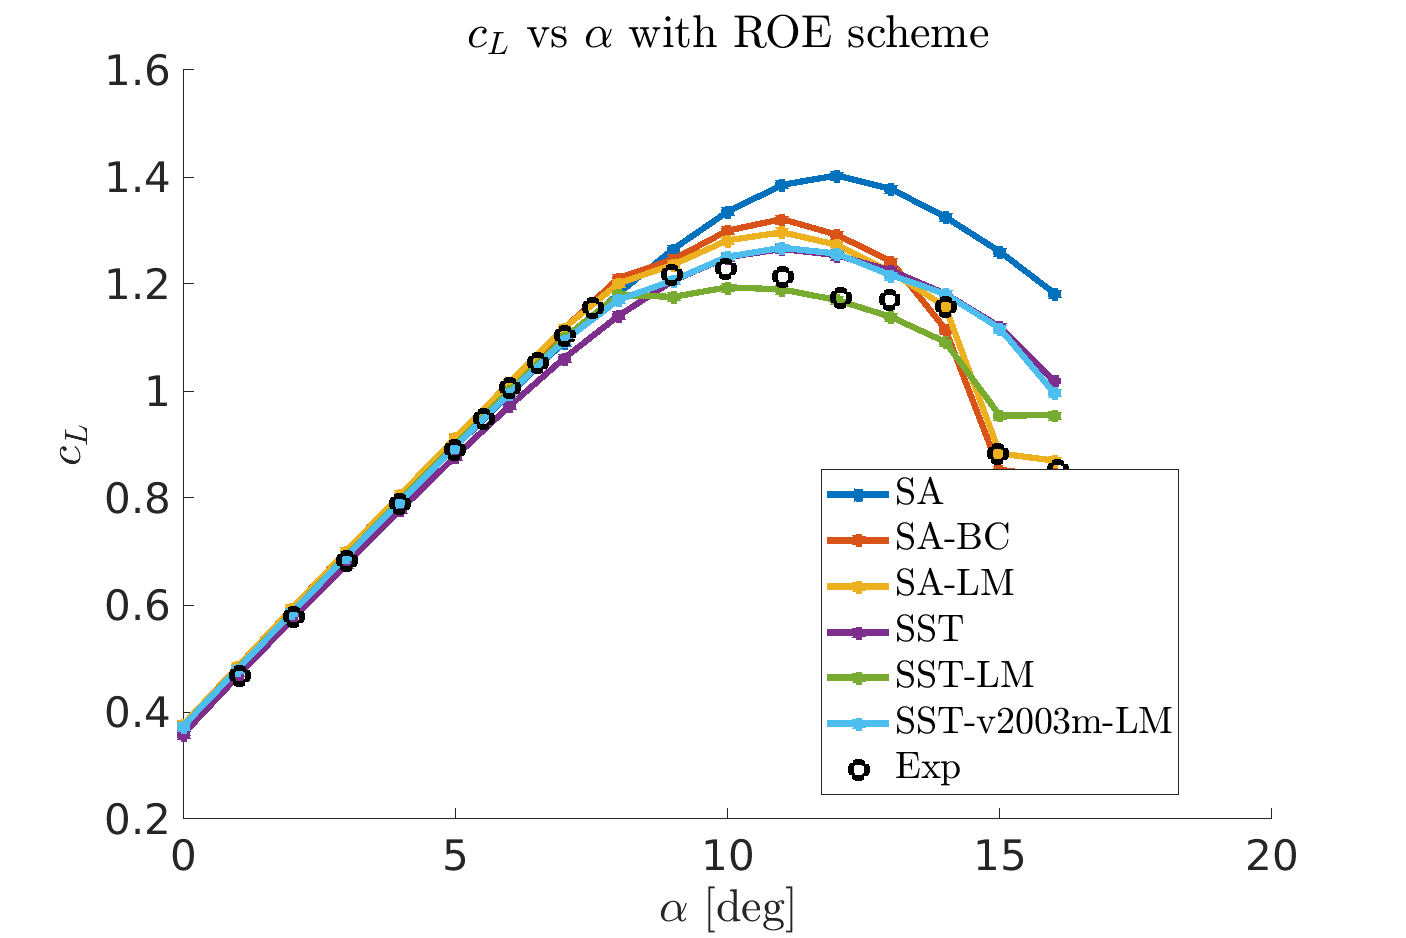 c_L vs α with ROE scheme
1.6
1.4
1.2
1
0.8
0.6
0.4
0.2
c_L
0 5 10 15 20
α [deg]
SA
SA-BC
SA-LM
SST
SST-LM
SST-v2003m-LM
Exp